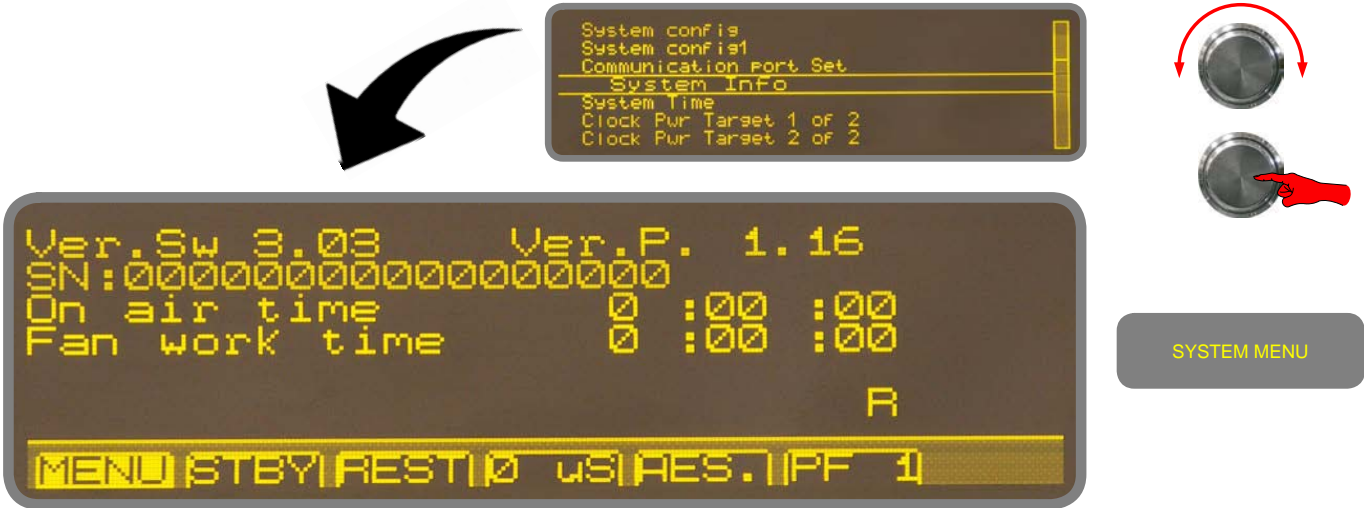 System config
System config1
Communication port Set
System Info
System Time
Clock Pwr Target 1 of 2
Clock Pwr Target 2 of 2
Ver.Sw 3.03 Ver.P. 1.16
SN:00000000000000000
On air time 0 :00 :00
Fan work time 0 :00 :00
R
MENU STBY REST 0 uS AES. PF 1
SYSTEM MENU